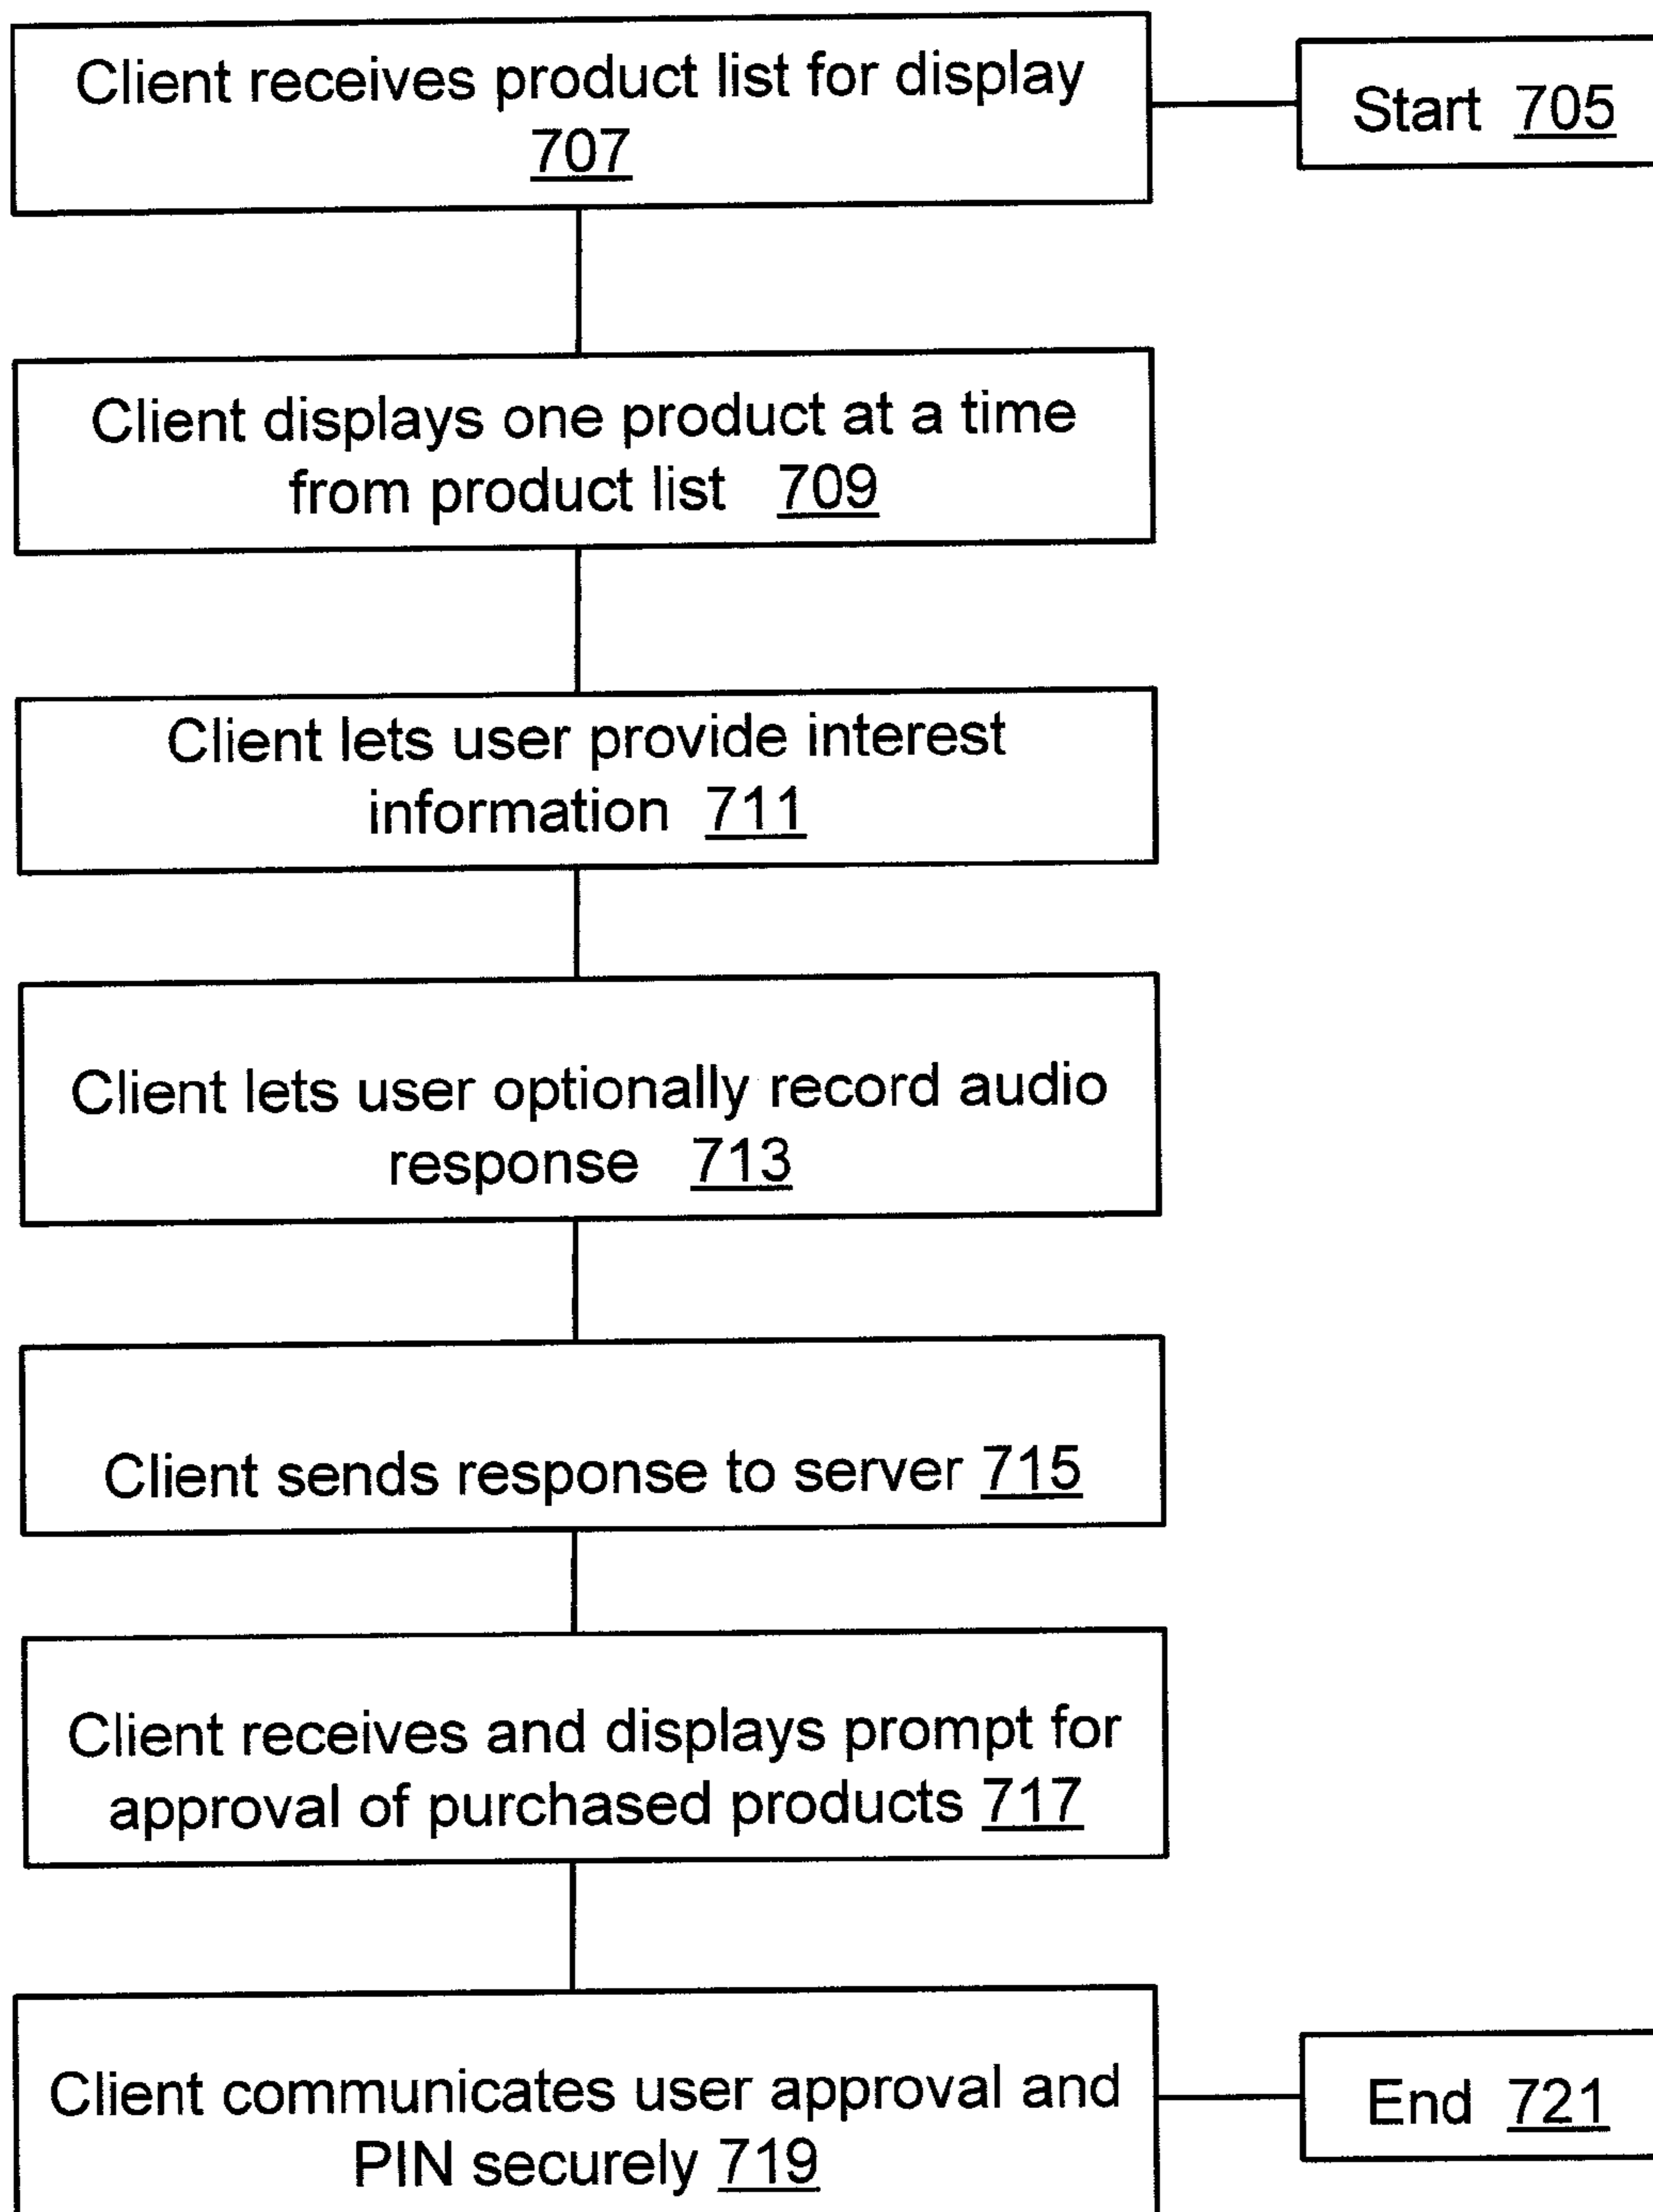 Client receives product list for display
707
Start 705
Client displays one product at a time
from product list 709
Client lets user provide interest
information 711
Client lets user optionally record audio
response 713
Client sends response to server 715
Client receives and displays prompt for
approval of purchased products 717
Client communicates user approval and
PIN securely 719
End 721